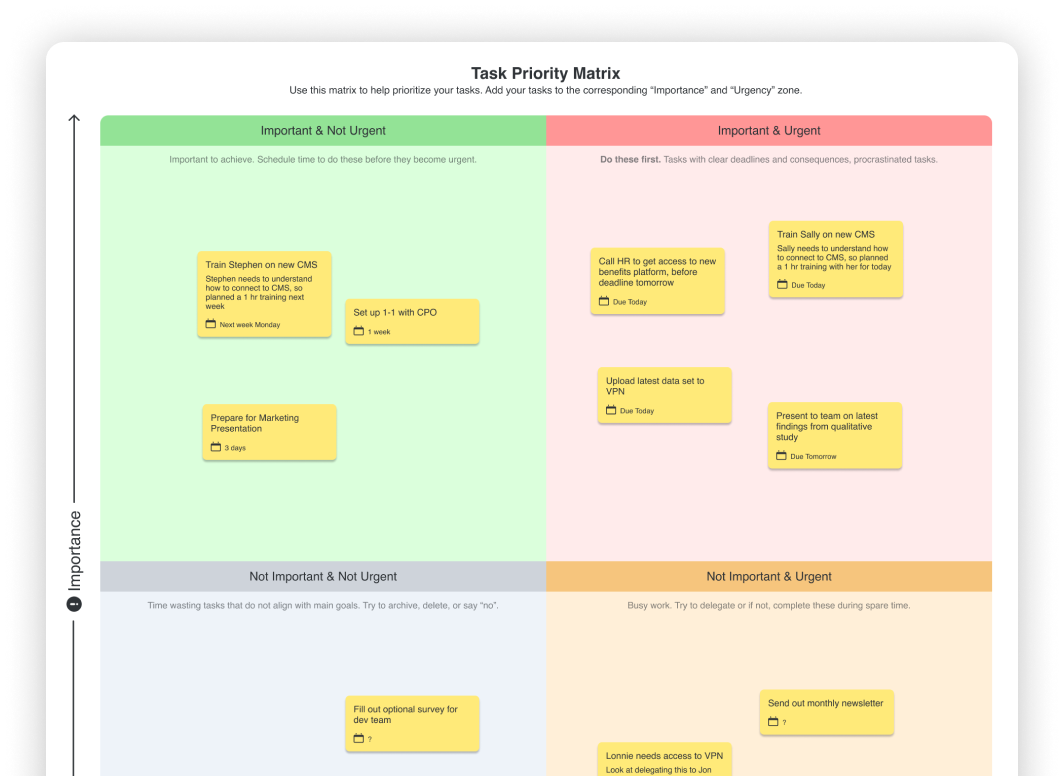 Task Priority Matrix
Use this matrix to help prioritize your tasks. Add your tasks to the corresponding “Importance” and “Urgency” zone.
Important & Not Urgent
Important to achieve. Schedule time to do these before they become urgent.
Train Stephen on new CMS
Stephen needs to understand
how to connect to CMS, so
planned a 1 hr training next
week
Next week Monday
Set up 1-1 with CPO
1 week
Prepare for Marketing
Presentation
3 days
Important & Urgent
Do these first. Tasks with clear deadlines and consequences, procrastinated tasks.
Call HR to get access to new
benefits platform, before
deadline tomorrow
Due Today
Train Sally on new CMS
Sally needs to understand how
to connect to CMS, so planned
a 1 hr training with her for today
Due Today
Upload latest data set to
VPN
Due Today
Present to team on latest
findings from qualitative
study
Due Tomorrow
Importance
Not Important & Not Urgent
Time wasting tasks that do not align with main goals. Try to archive, delete, or say “no”.
Fill out optional survey for
dev team
?
Not Important & Urgent
Busy work. Try to delegate or if not, complete these during spare time.
Send out monthly newsletter
?
Lonnie needs access to VPN
Look at delegating this to Jon